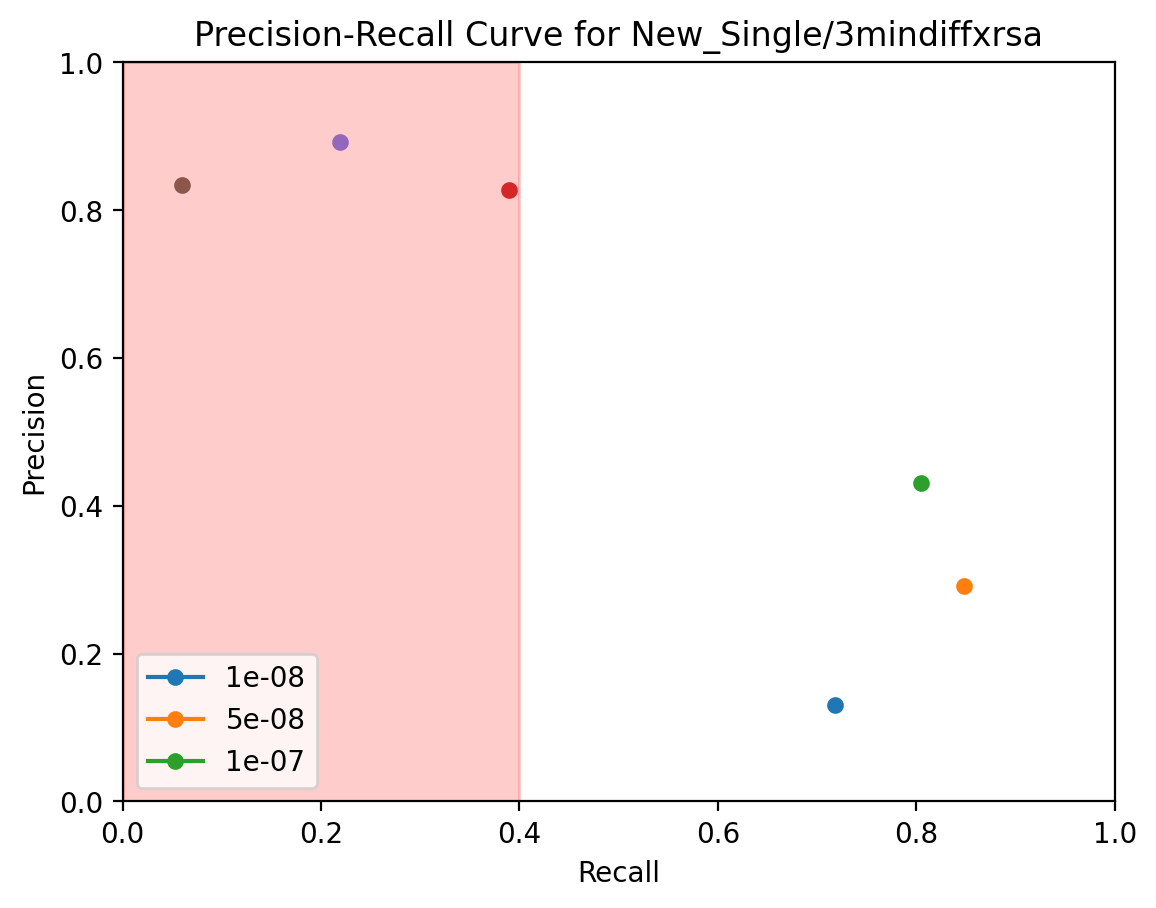 Precision-Recall Curve for New_Single/3mindiffxrsa
1.0
0.8
0.6
0.4
0.2
0.0
Precision
1e-08
5e-08
1e-07
0.0 0.2 0.4 0.6 0.8 1.0
Recall